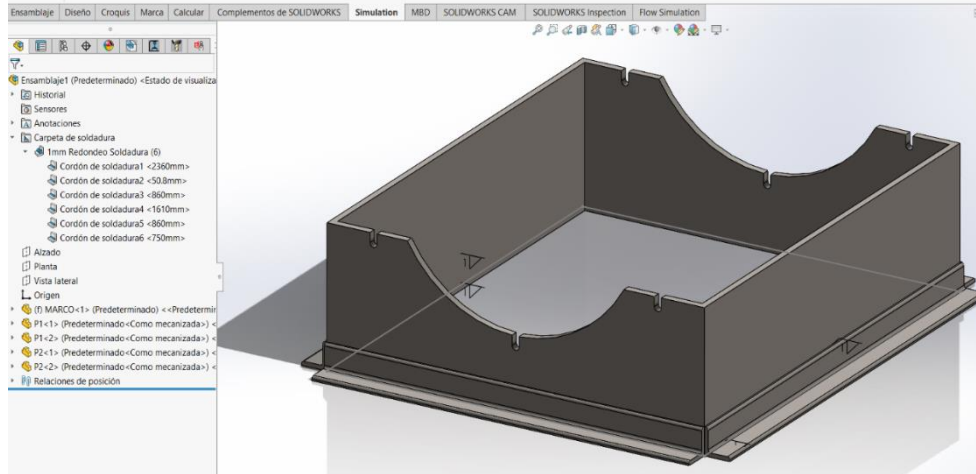 Ensamblaje Diseño Croquis Marca Calcular Complementos de SOLIDWORKS Simulation MBD SOLIDWORKS CAM SOLIDWORKS Inspection Flow Simulation
Ensamblaje1 (Predeterminado) <Estado de visualiza
Historial
Sensores
Anotaciones
Carpeta de soldadura
1mm Redondeo Soldadura (6)
Cordón de soldadura1 <2360mm>
Cordón de soldadura2 <50.8mm>
Cordón de soldadura3 <860mm>
Cordón de soldadura4 <1610mm>
Cordón de soldadura5 <860mm>
Cordón de soldadura6 <750mm>
Alzado
Planta
Vista lateral
Origen
(f) MARCO<1> (Predeterminado) <<Predetermir
P1<1> (Predeterminado<Como mecanizada>) <
P1<2> (Predeterminado<Como mecanizada>) <
P2<1> (Predeterminado<Como mecanizada>) <
P2<2> (Predeterminado<Como mecanizada>) <
Relaciones de posición